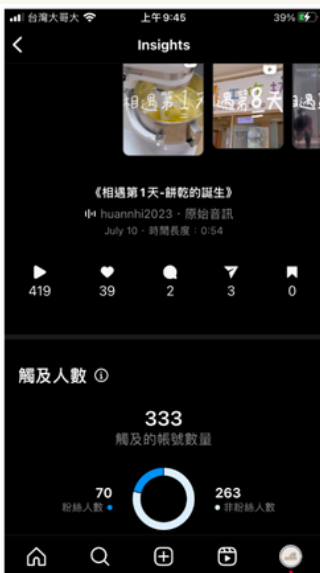 台灣大哥大
上午9:45
39%
Insights
相遇第1天
遇第8天
《相遇第1天-餅乾的誕生》
huannhi2023・原始音訊
July 10・時間長度：0:54
419
39
2
3
0
觸及人數
333
觸及的帳號數量
70
粉絲人數
263
非粉絲人數